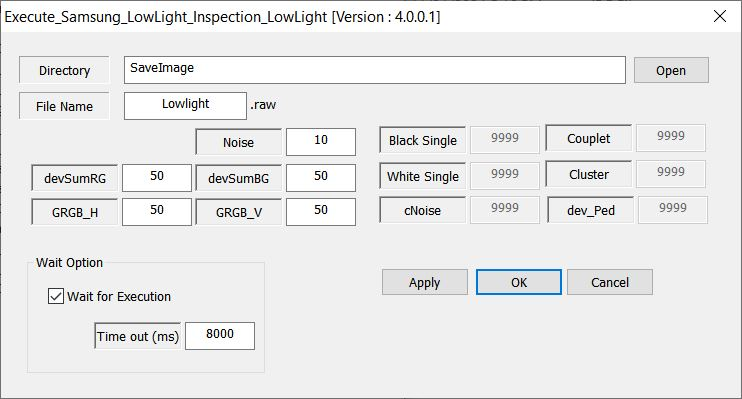 Execute_Samsung_LowLight_Inspection_LowLight [Version : 4.0.0.1]
Directory SaveImage Open
File Name Lowlight .raw
Noise 10 Black Single 9999 Couplet 9999
devSumRG 50 devSumBG 50 White Single 9999 Cluster 9999
GRGB_H 50 GRGB_V 50 cNoise 9999 dev_Ped 9999
Wait Option
Wait for Execution
Time out (ms) 8000
Apply OK Cancel